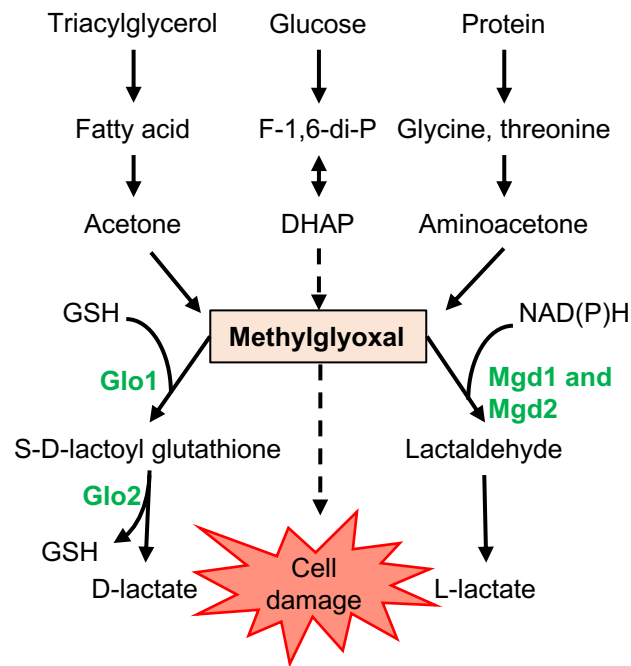 Triacylglycerol
Glucose
Protein
Fatty acid
F-1,6-di-P
Glycine, threonine
Acetone
DHAP
Aminoacetone
GSH
Methylglyoxal
NAD(P)H
Glo1
Mgd1 and
Mgd2
S-D-lactoyl glutathione
Lactaldehyde
Glo2
GSH
Cell
damage
D-lactate
L-lactate